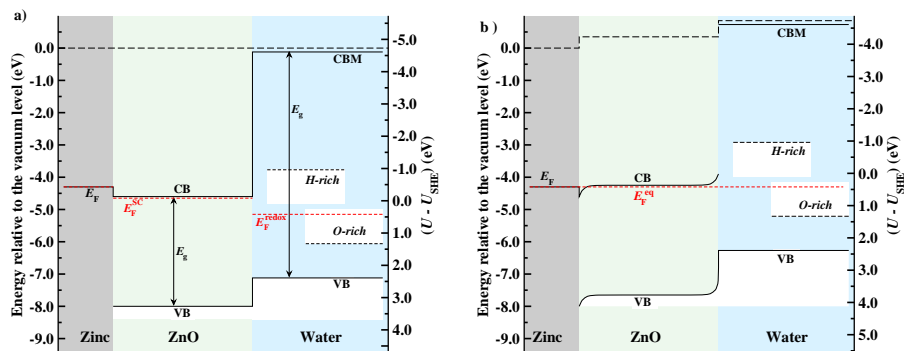 a)
Energy relative to the vacuum level (eV)
0.0
-1.0
-2.0
-3.0
-4.0
-5.0
-6.0
-7.0
-8.0
-9.0
E_F
CB
E_F^SC
E_g
VB
CBM
E_g
H-rich
E_F^redox
O-rich
VB
Zinc ZnO Water
-5.0
-4.0
-3.0
-2.0
-1.0
0.0
1.0
2.0
3.0
4.0
(U - U_SHE) (eV)
b )
Energy relative to the vacuum level (eV)
0.0
-1.0
-2.0
-3.0
-4.0
-5.0
-6.0
-7.0
-8.0
-9.0
E_F
CB
E_F^eq
VB
CBM
H-rich
O-rich
VB
Zinc ZnO Water
-4.0
-3.0
-2.0
-1.0
0.0
1.0
2.0
3.0
4.0
5.0
(U - U_SHE) (eV)